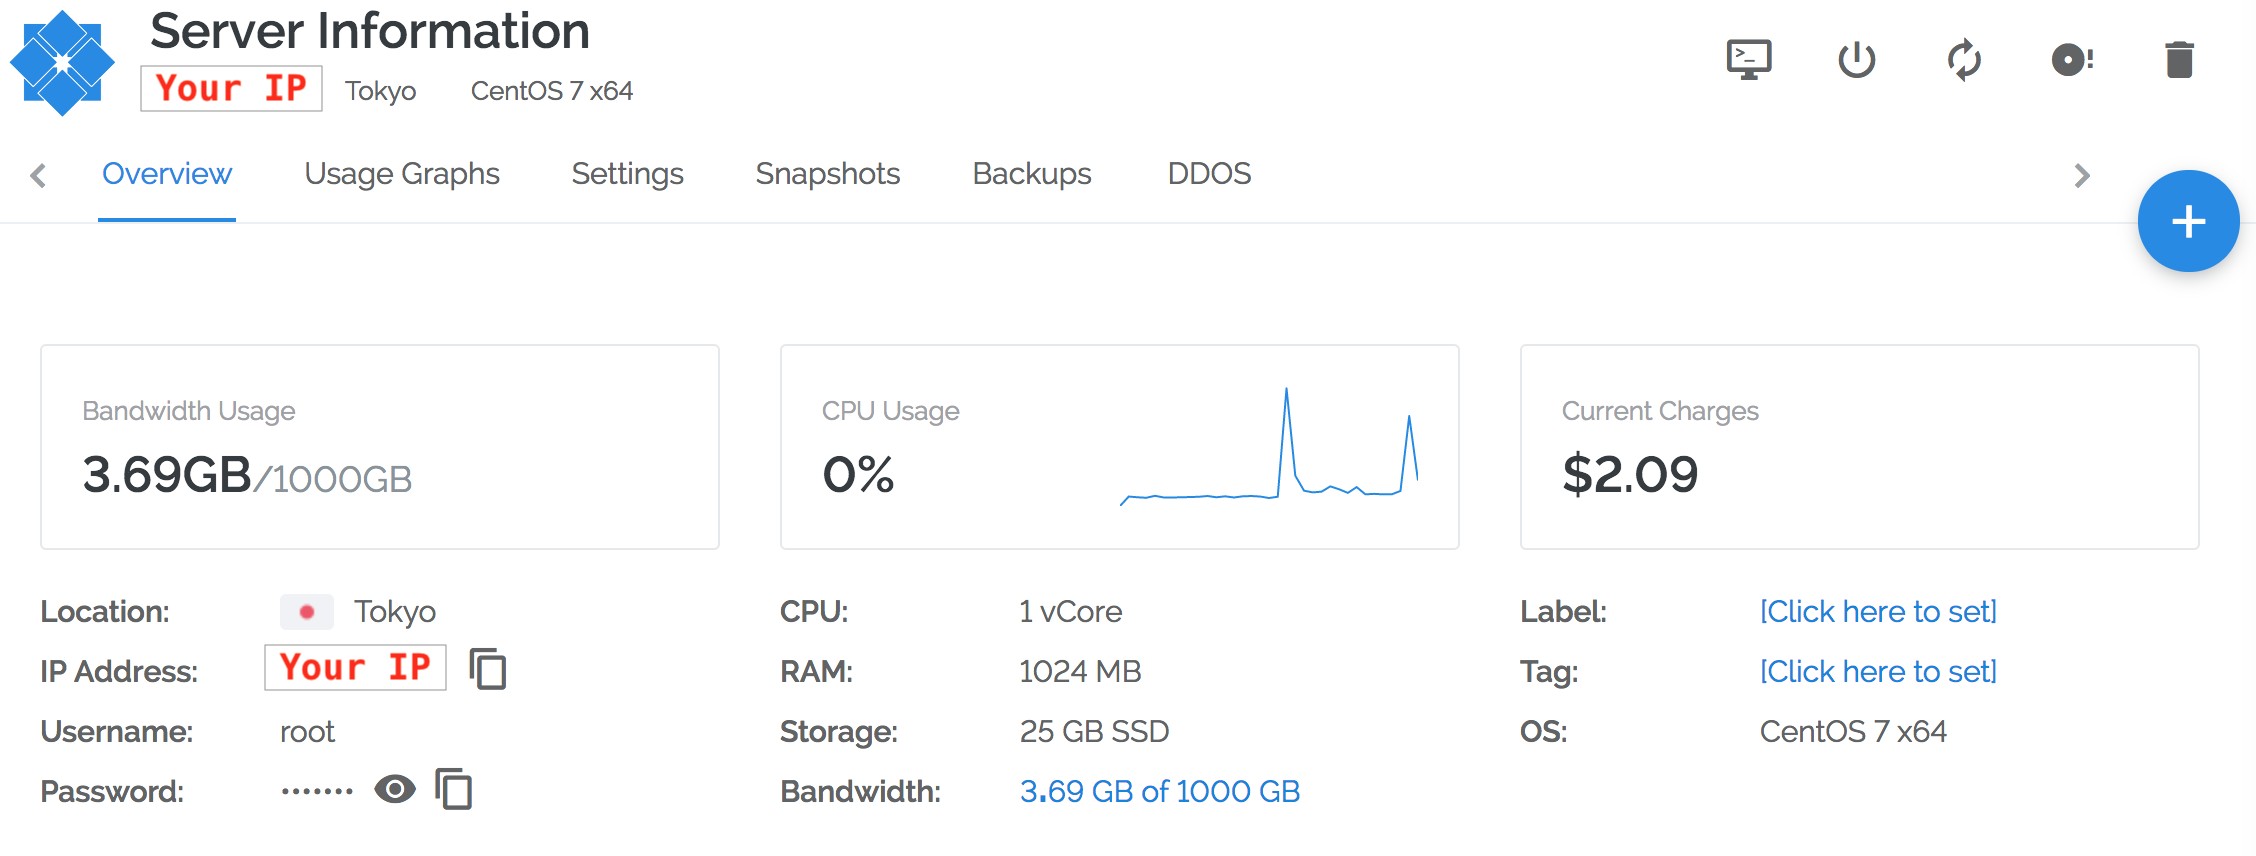 Server Information
Your IP Tokyo CentOS 7 x64
Overview Usage Graphs Settings Snapshots Backups DDOS
Bandwidth Usage
3.69GB/1000GB
CPU Usage
0%
Current Charges
$2.09
Location: Tokyo
IP Address: Your IP
Username: root
Password: •••••••
CPU: 1 vCore
RAM: 1024 MB
Storage: 25 GB SSD
Bandwidth: 3.69 GB of 1000 GB
Label: [Click here to set]
Tag: [Click here to set]
OS: CentOS 7 x64